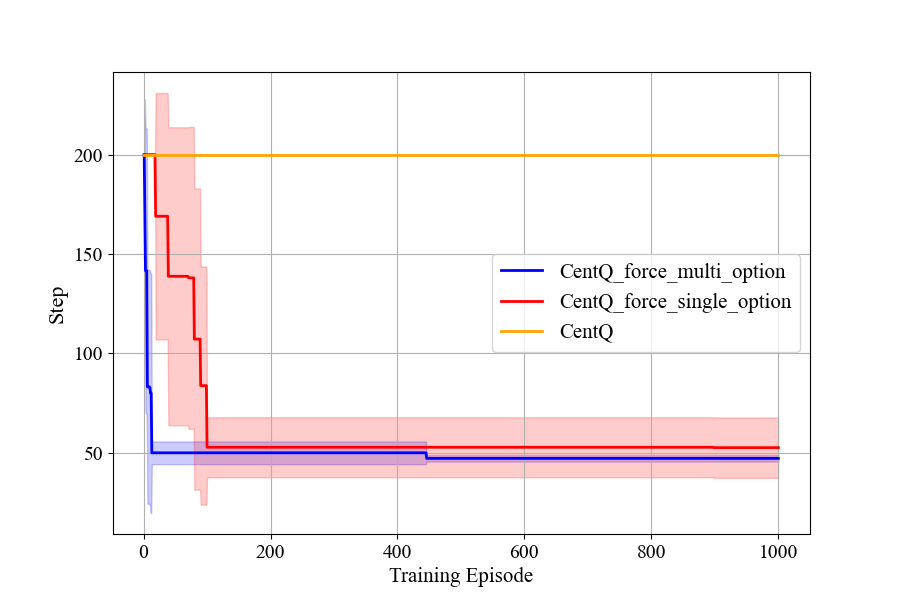 200
150
100
50
Step
CentQ_force_multi_option
CentQ_force_single_option
CentQ
0 200 400 600 800 1000
Training Episode